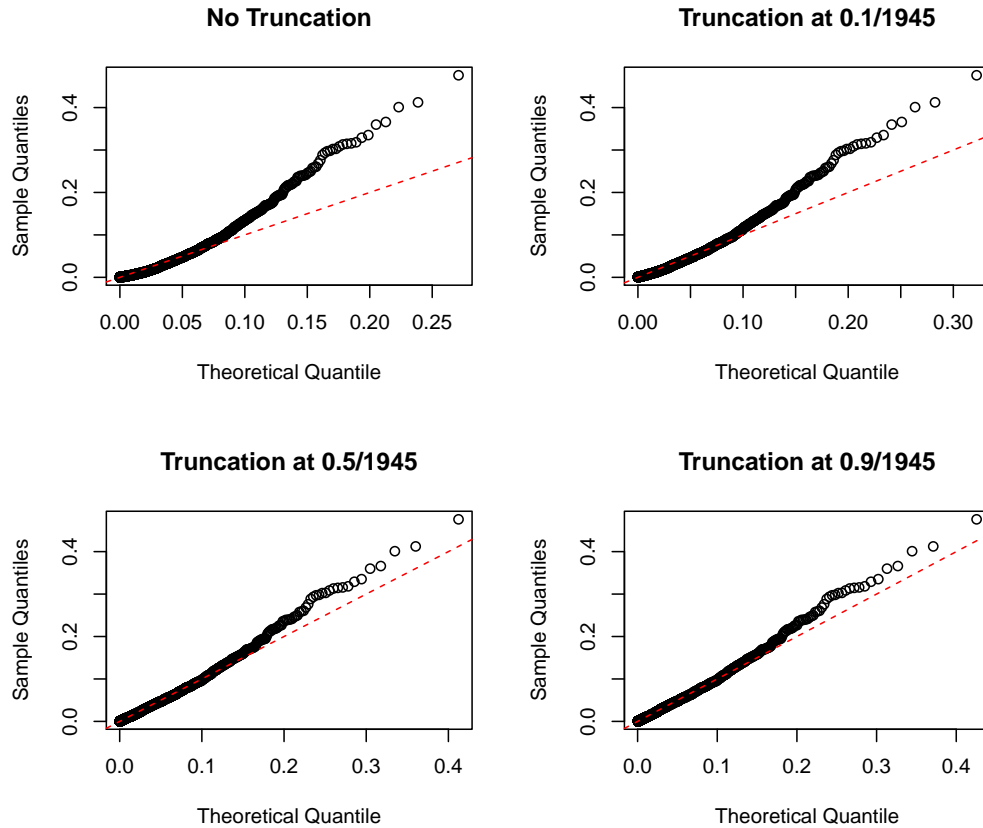 No Truncation
Sample Quantiles
0.0 0.2 0.4
0.00 0.05 0.10 0.15 0.20 0.25
Theoretical Quantile
Truncation at 0.1/1945
Sample Quantiles
0.0 0.2 0.4
0.00 0.10 0.20 0.30
Theoretical Quantile
Truncation at 0.5/1945
Sample Quantiles
0.0 0.2 0.4
0.0 0.1 0.2 0.3 0.4
Theoretical Quantile
Truncation at 0.9/1945
Sample Quantiles
0.0 0.2 0.4
0.0 0.1 0.2 0.3 0.4
Theoretical Quantile